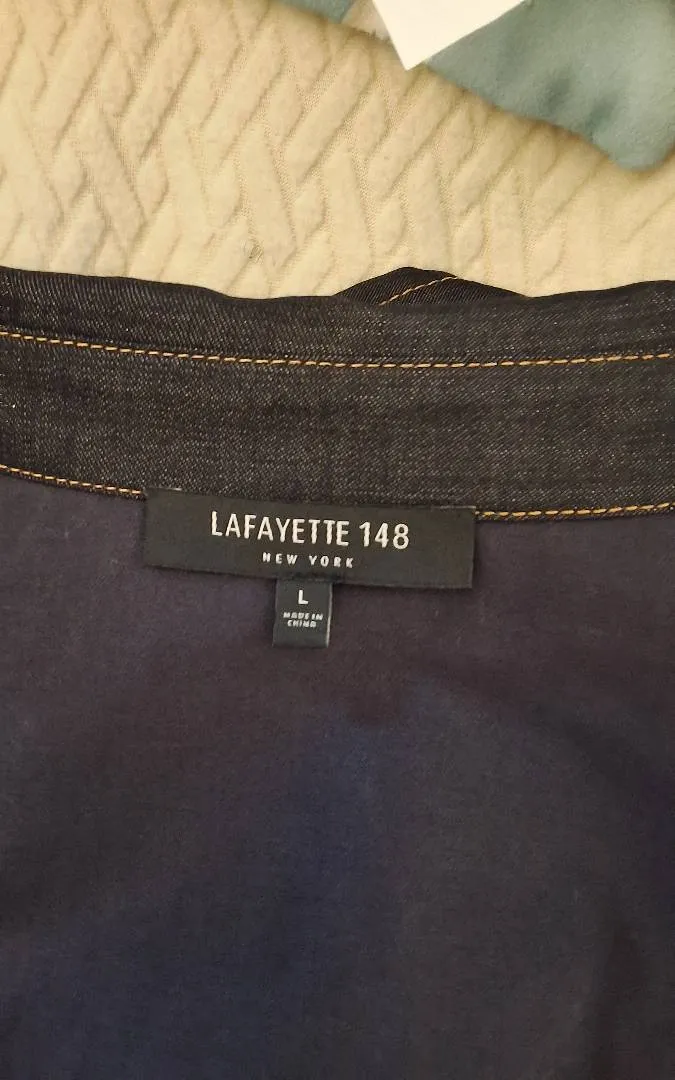 LAFAYETTE 148
NEW YORK
L
MADE IN
CHINA